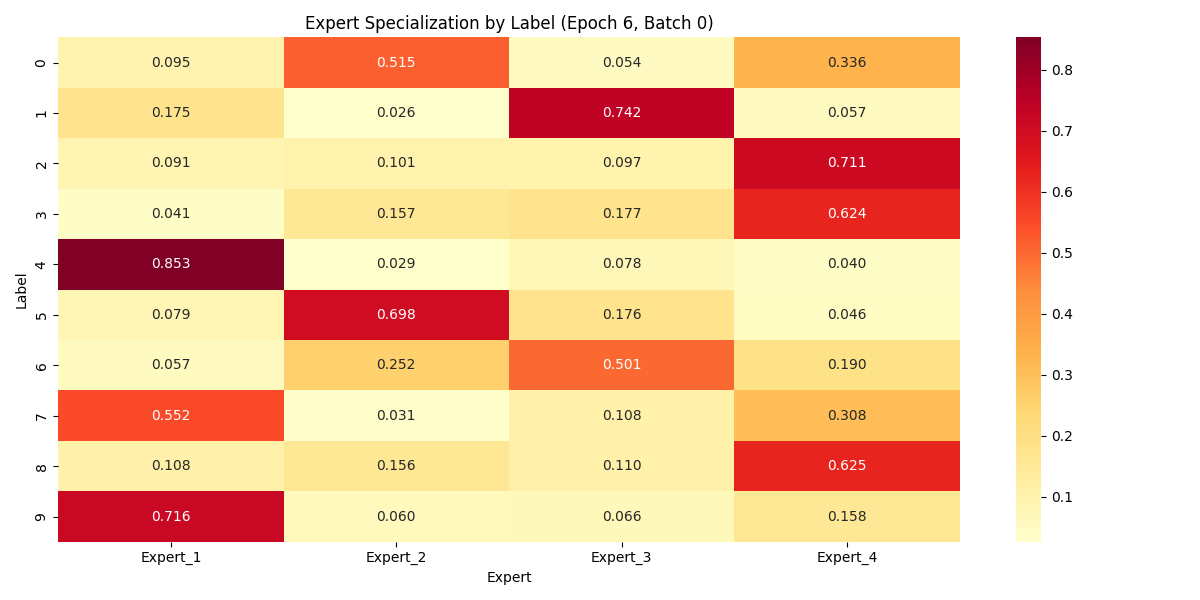 Expert Specialization by Label (Epoch 6, Batch 0)
Label
0 0.095 0.515 0.054 0.336
1 0.175 0.026 0.742 0.057
2 0.091 0.101 0.097 0.711
3 0.041 0.157 0.177 0.624
4 0.853 0.029 0.078 0.040
5 0.079 0.698 0.176 0.046
6 0.057 0.252 0.501 0.190
7 0.552 0.031 0.108 0.308
8 0.108 0.156 0.110 0.625
9 0.716 0.060 0.066 0.158
Expert_1 Expert_2 Expert_3 Expert_4
Expert
0.8
0.7
0.6
0.5
0.4
0.3
0.2
0.1